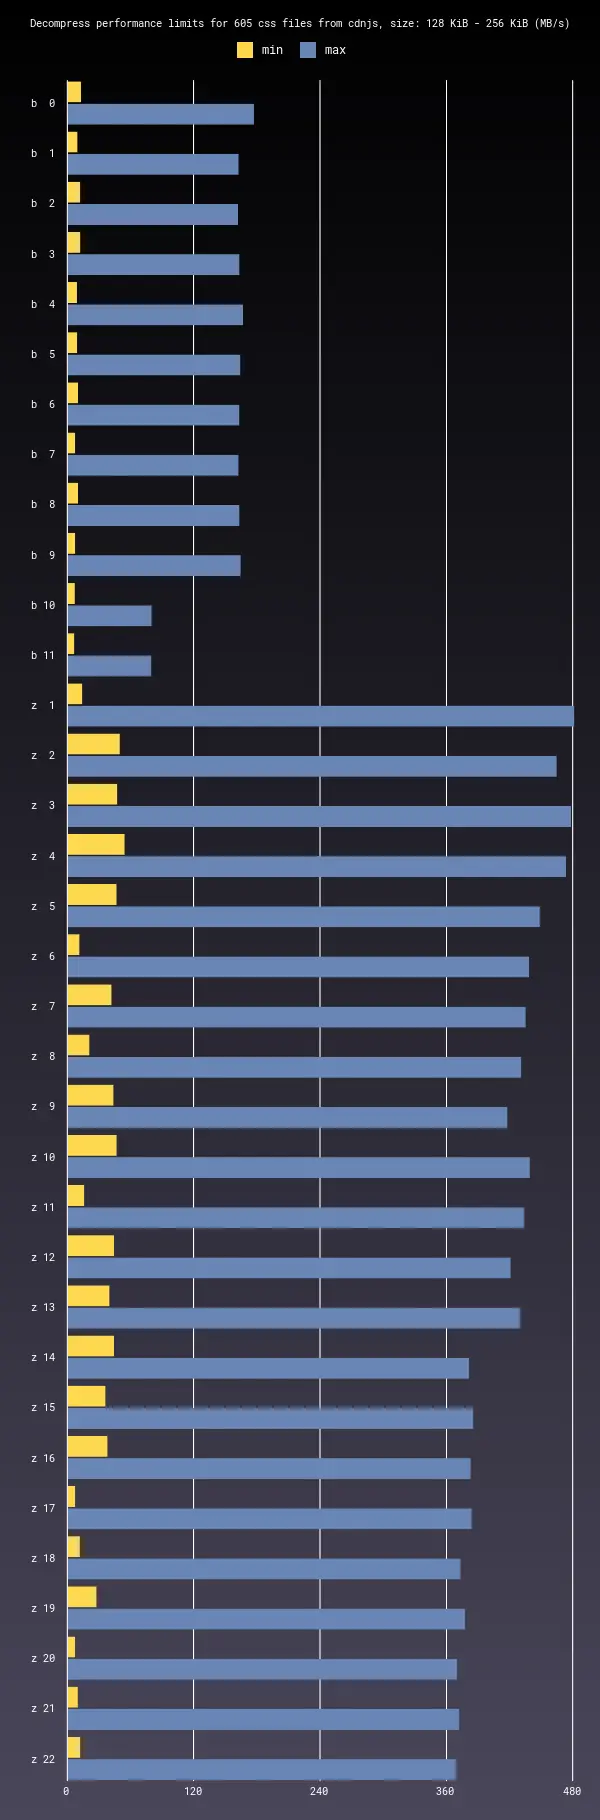 Decompress performance limits for 605 css files from cdnjs, size: 128 KiB - 256 KiB (MB/s)
min max
b 0
b 1
b 2
b 3
b 4
b 5
b 6
b 7
b 8
b 9
b 10
b 11
z 1
z 2
z 3
z 4
z 5
z 6
z 7
z 8
z 9
z 10
z 11
z 12
z 13
z 14
z 15
z 16
z 17
z 18
z 19
z 20
z 21
z 22
0 120 240 360 480